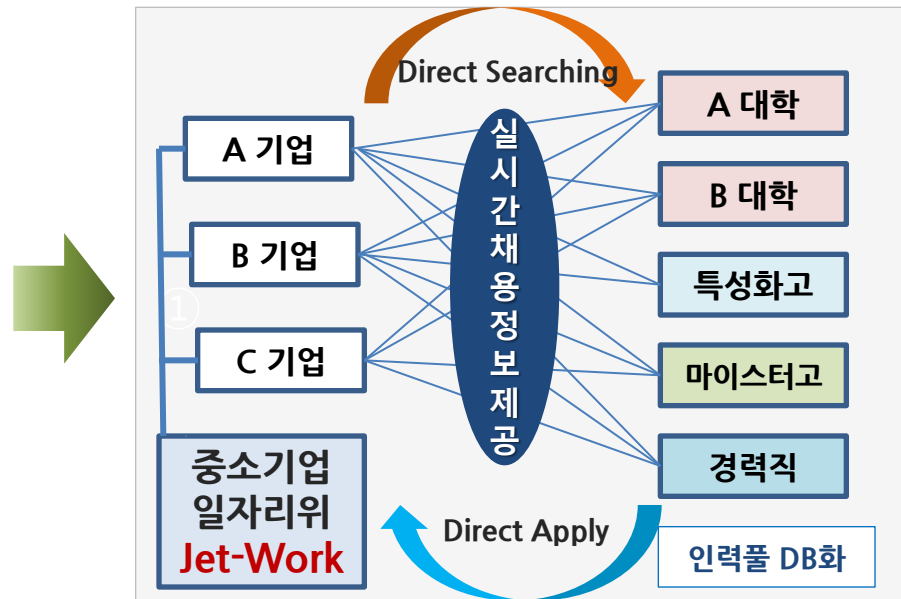 Direct Searching
A 기업
B 기업
①
C 기업
중소기업
일자리위
Jet-Work
실시간채용정보제공
A 대학
B 대학
특성화고
마이스터고
경력직
Direct Apply
인력풀 DB화